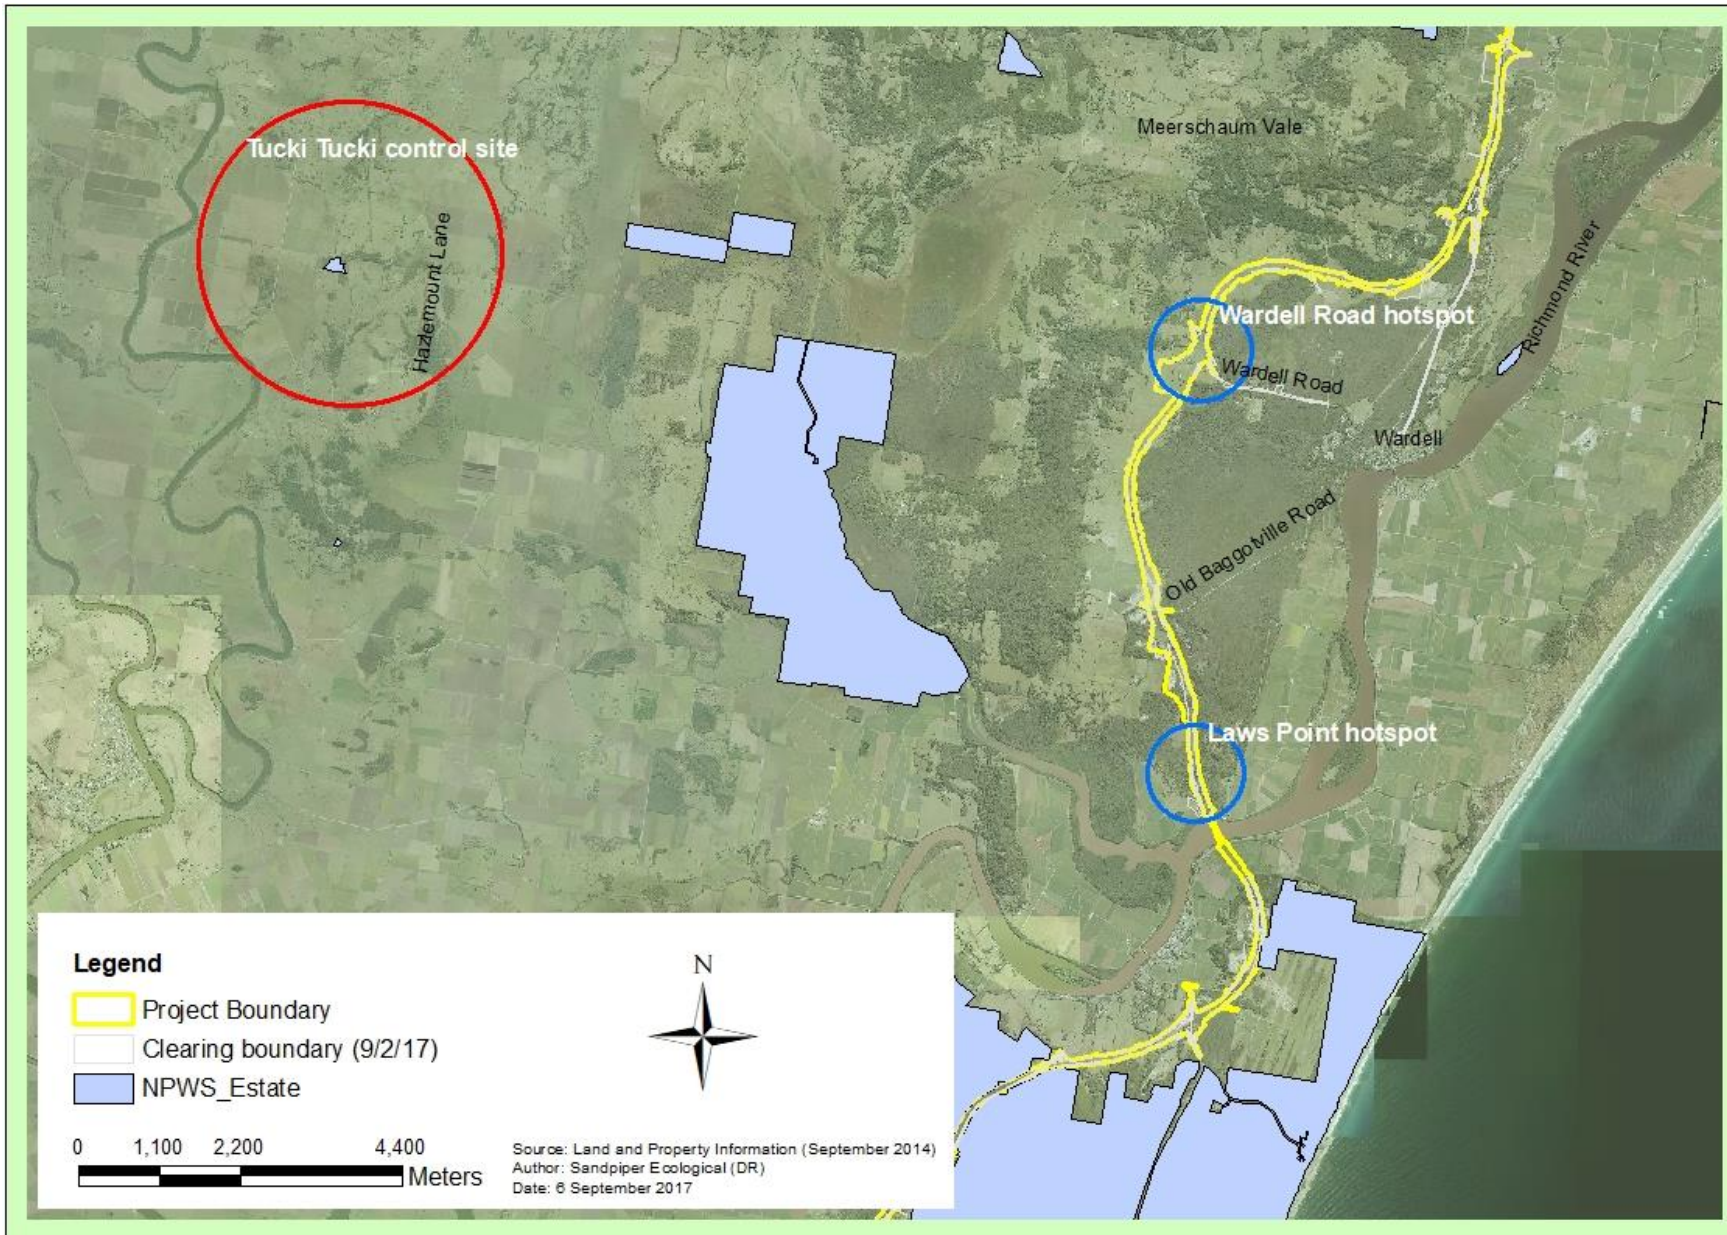 Meerschaum Vale
Tucki Tucki control site
Hazlemount Lane
Richmond River
Wardell Road hotspot
Wardell Road
Wardell
Old Baggotville Road
Laws Point hotspot
Legend
Project Boundary
Clearing boundary (9/2/17)
NPWS_Estate
N
0 1,100 2,200 4,400
Meters
Source: Land and Property Information (September 2014)
Author: Sandpiper Ecological (DR)
Date: 6 September 2017